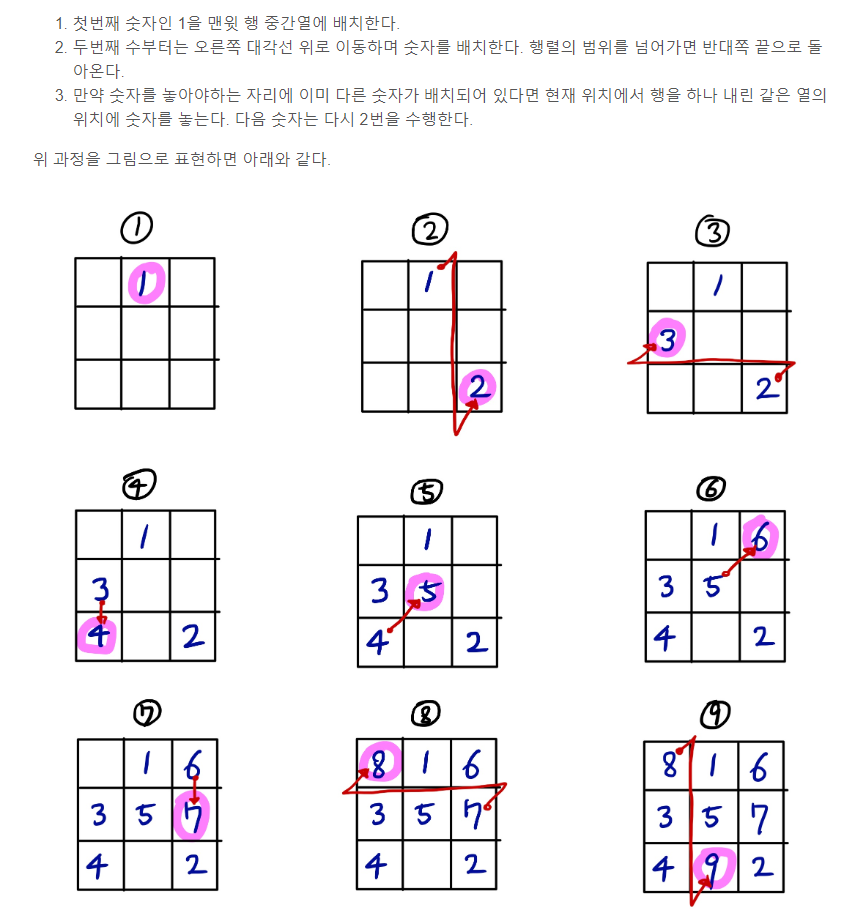 1. 첫번째 숫자인 1을 맨윗 행 중간열에 배치한다.
2. 두번째 수부터는 오른쪽 대각선 위로 이동하며 숫자를 배치한다. 행렬의 범위를 넘어가면 반대쪽 끝으로 돌
아온다.
3. 만약 숫자를 놓아야하는 자리에 이미 다른 숫자가 배치되어 있다면 현재 위치에서 행을 하나 내린 같은 열의
위치에 숫자를 놓는다. 다음 숫자는 다시 2번을 수행한다.
위 과정을 그림으로 표현하면 아래와 같다.
① ② ③
1 1 1
3
2 2
④ ⑤ ⑥
1 1 1 6
3 3 5 3 5
4 2 4 2 4 2
⑦ ⑧ ⑨
1 6 8 1 6 8 1 6
3 5 7 3 5 7 3 5 7
4 2 4 2 4 9 2